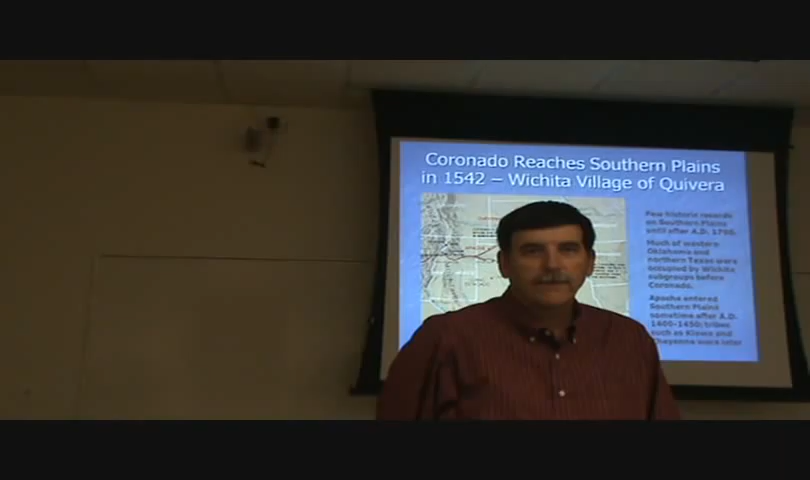 Coronado Reaches Southern Plains
in 1542 – Wichita Village of Quivera
Few historic records
on Southern Plains
until after A.D. 1700.
Much of western
Oklahoma and
northern Texas were
occupied by Wichita
subgroups before
Coronado.
Apache entered
Southern Plains
sometime after A.D.
1400-1450; tribes
such as Kiowa and
Cheyenne were later